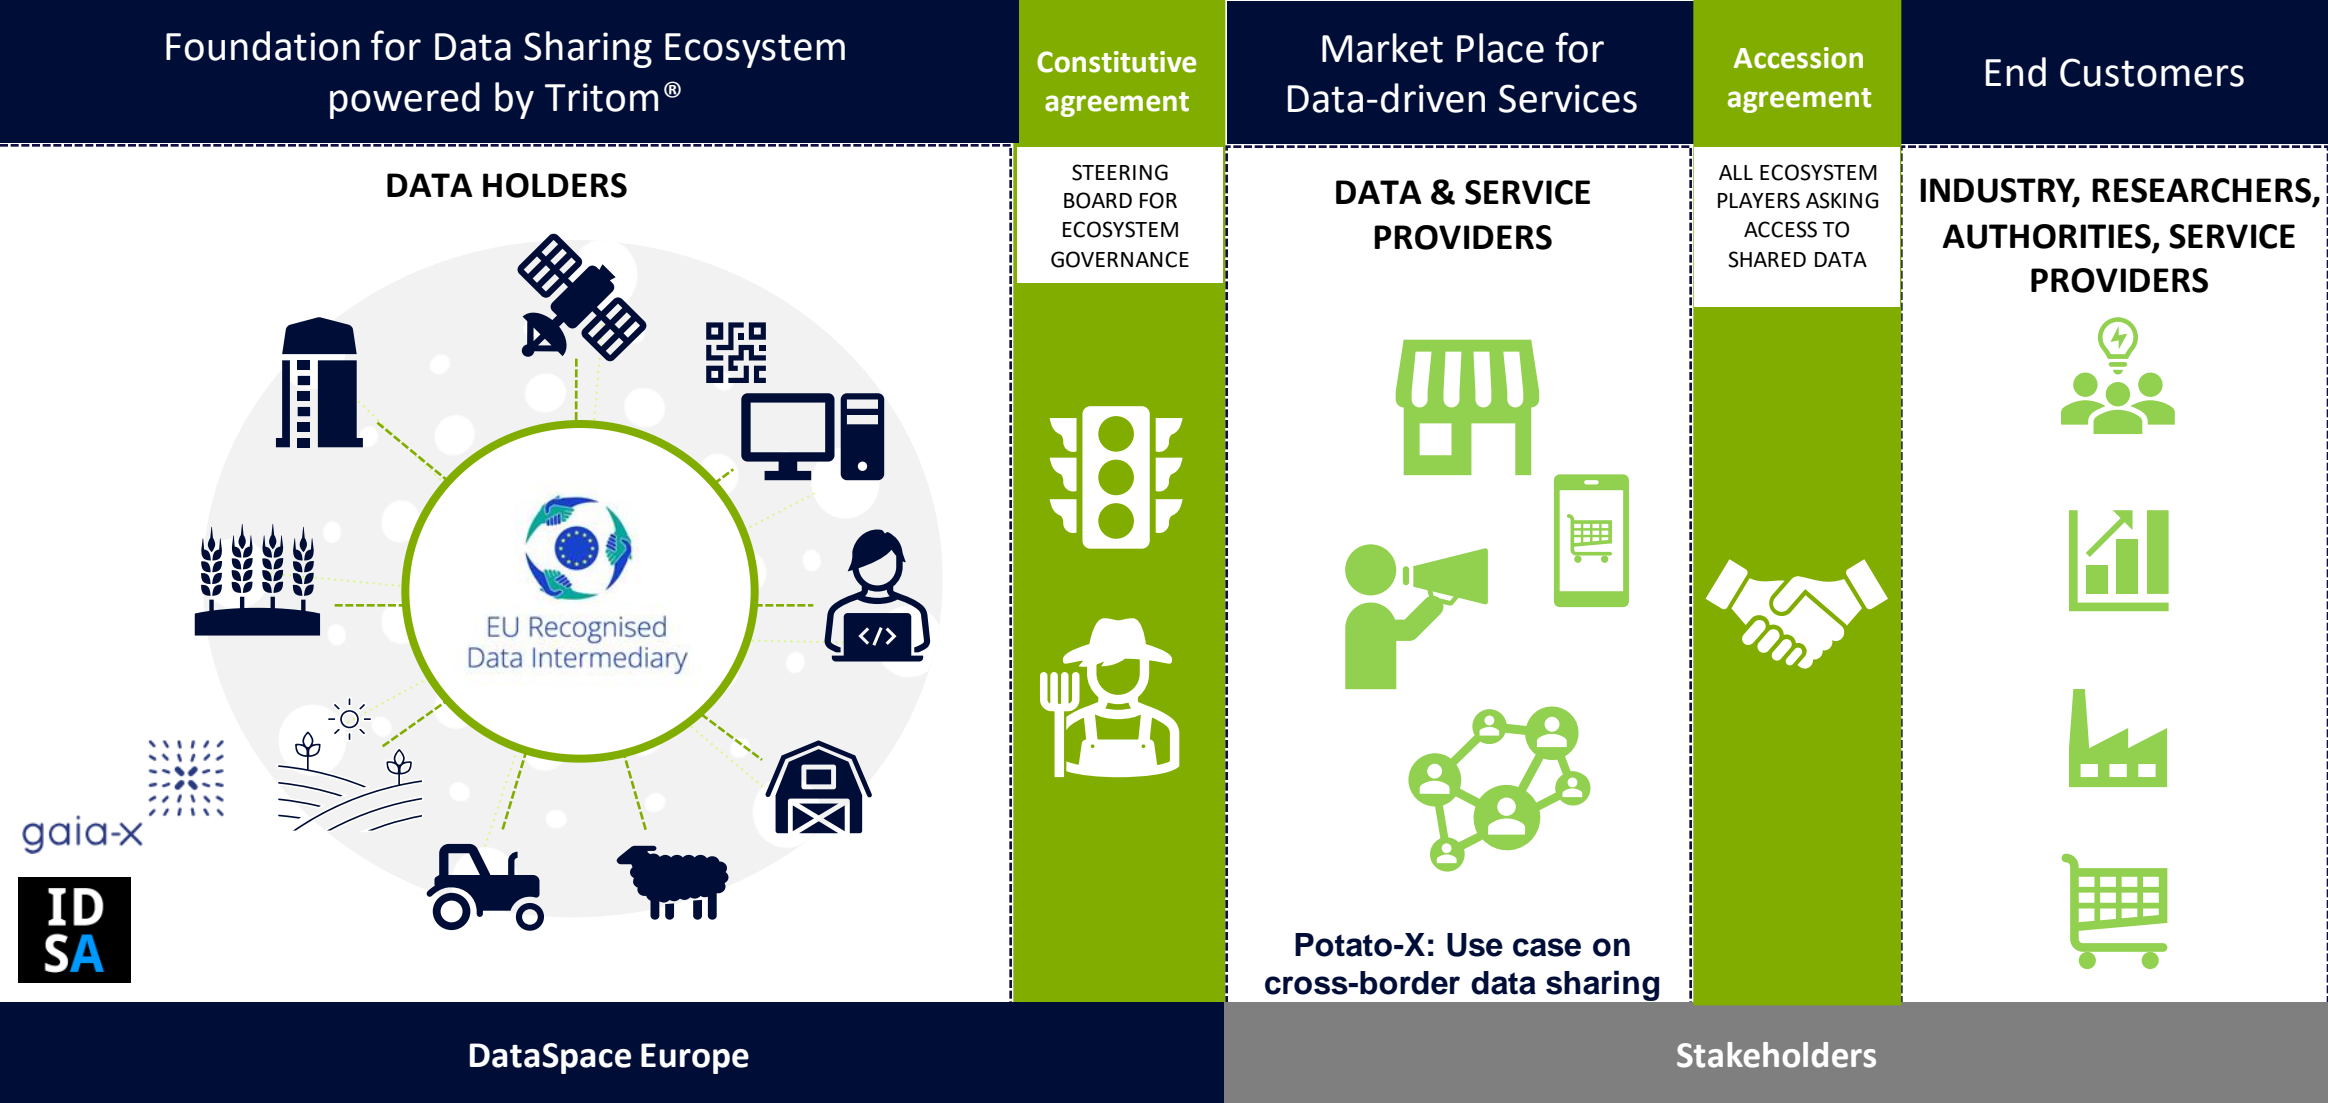 Foundation for Data Sharing Ecosystem
powered by Tritom®
Constitutive
agreement
Market Place for
Data-driven Services
Accession
agreement
End Customers
DATA HOLDERS
STEERING
BOARD FOR
ECOSYSTEM
GOVERNANCE
DATA & SERVICE
PROVIDERS
ALL ECOSYSTEM
PLAYERS ASKING
ACCESS TO
SHARED DATA
INDUSTRY, RESEARCHERS,
AUTHORITIES, SERVICE
PROVIDERS
EU Recognised
Data Intermediary
</>
gaia-x
ID
SA
Potato-X: Use case on
cross-border data sharing
DataSpace Europe
Stakeholders